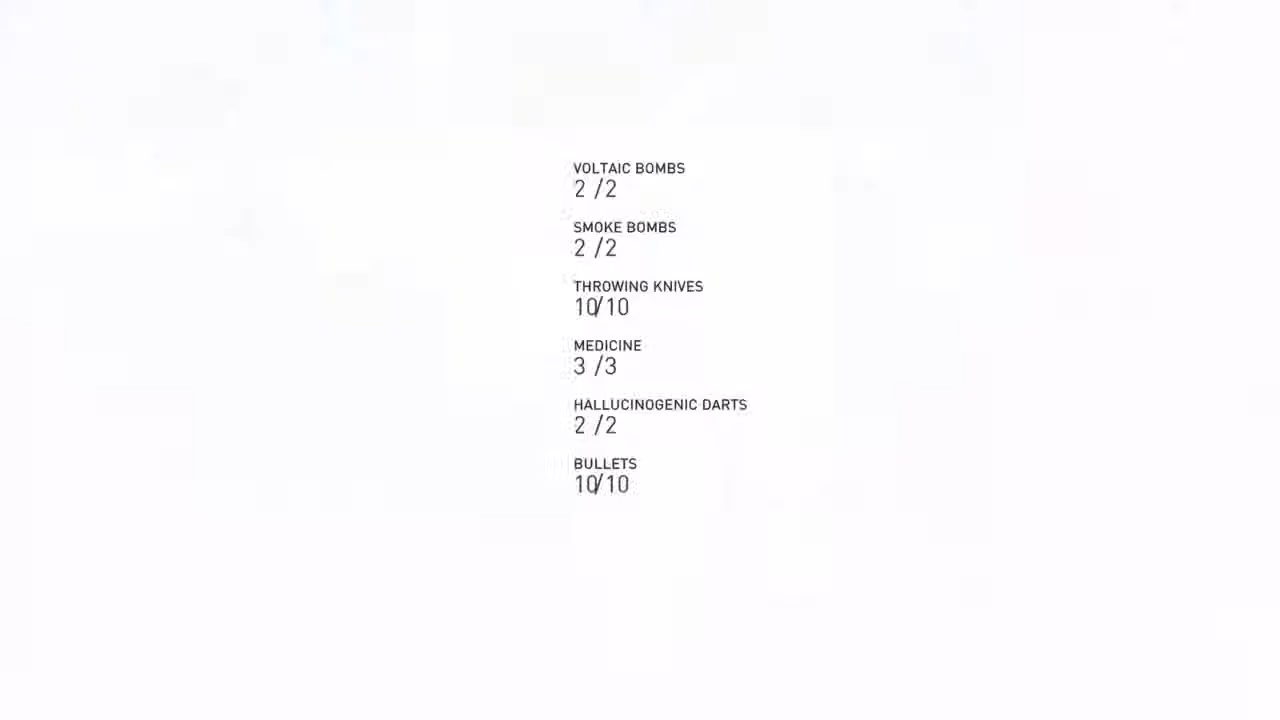 VOLTAIC BOMBS
2 /2
SMOKE BOMBS
2 /2
THROWING KNIVES
10/10
MEDICINE
3 /3
HALLUCINOGENIC DARTS
2 /2
BULLETS
10/10